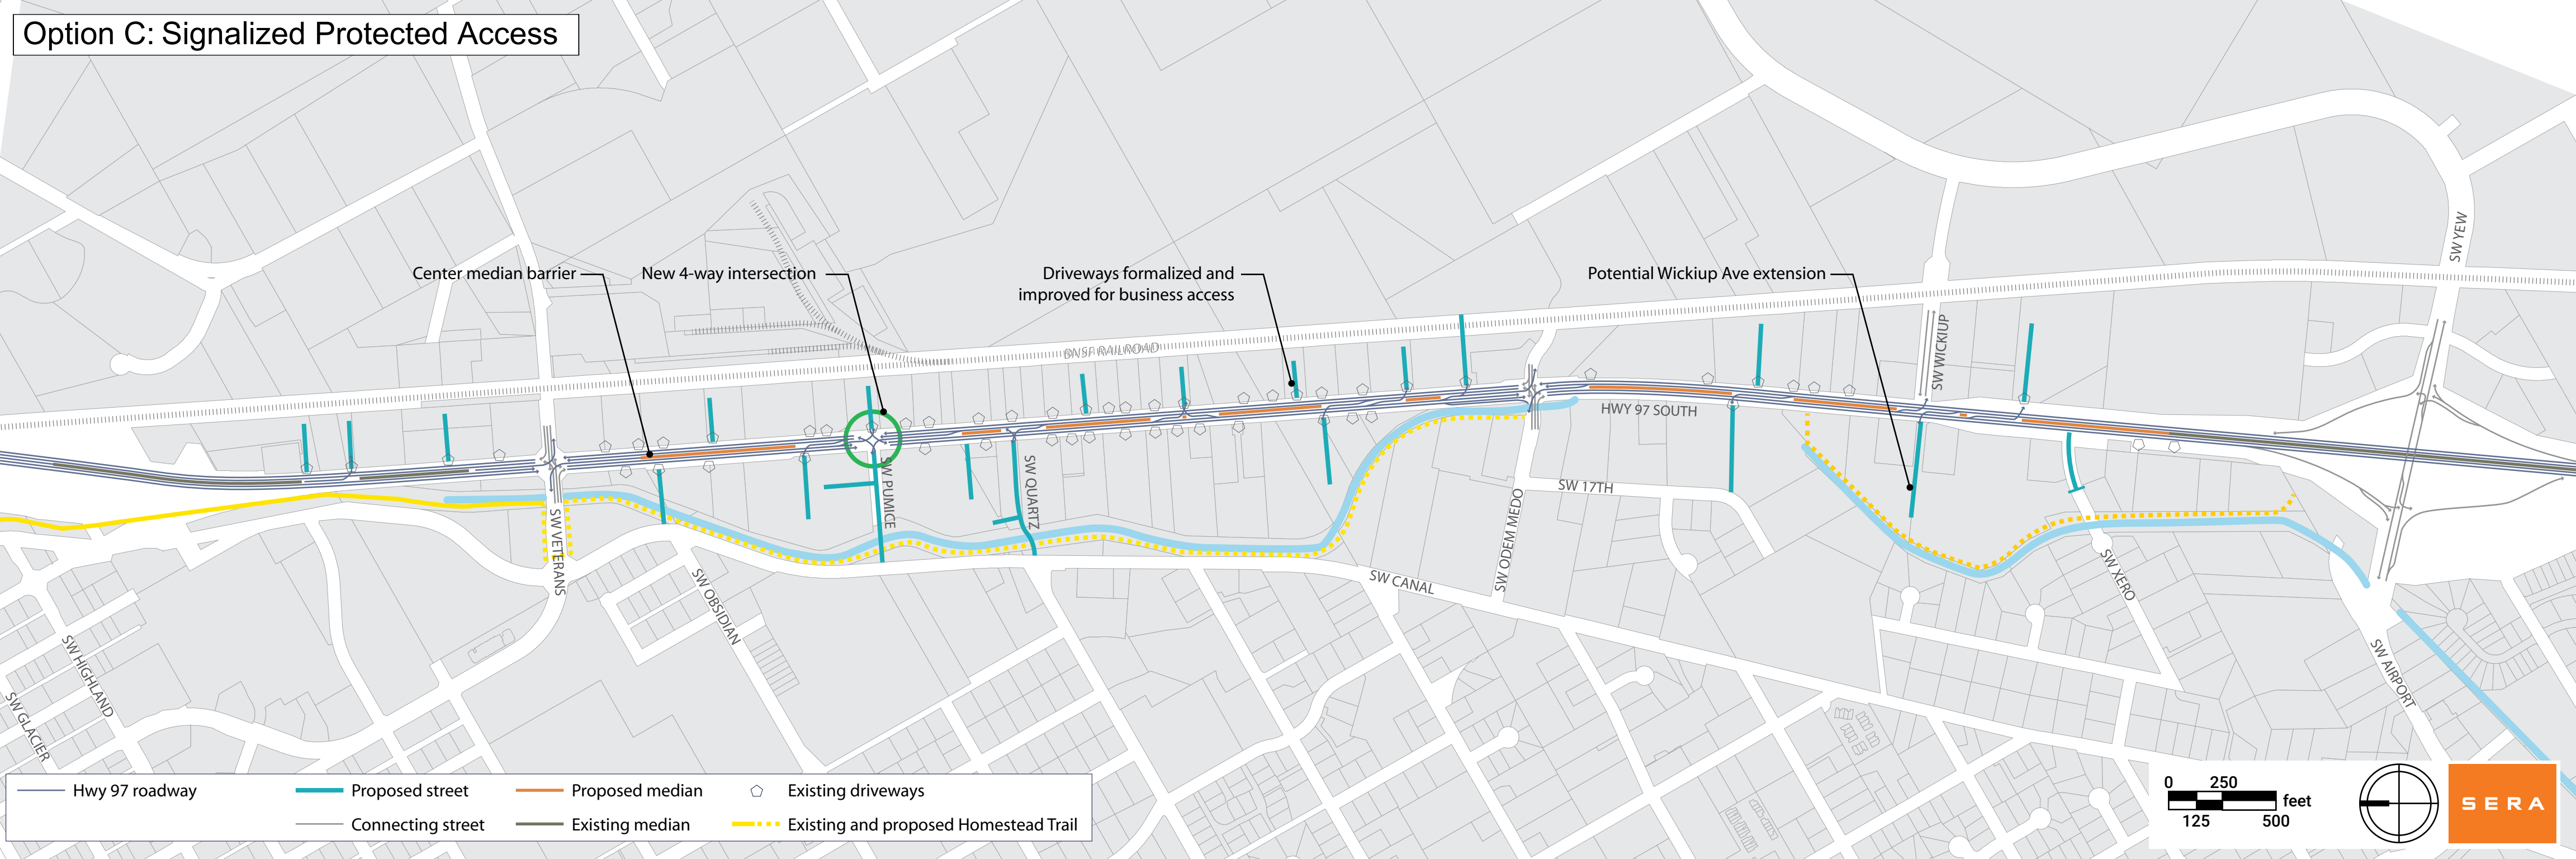 Option C: Signalized Protected Access
SW YEW
Center median barrier
New 4-way intersection
Driveways formalized and
improved for business access
Potential Wickiup Ave extension
BNSF RAILROAD
SW WICKIUP
HWY 97 SOUTH
SW PUMICE
SW QUARTZ
SW 17TH
SW ODEM MEDO
SW VETERANS
SW OBSIDIAN
SW CANAL
SW XERO
SW HIGHLAND
SW GLACIER
SW AIRPORT
Hwy 97 roadway
Proposed street
Proposed median
Existing driveways
Connecting street
Existing median
Existing and proposed Homestead Trail
0 250
feet
125 500
SERA